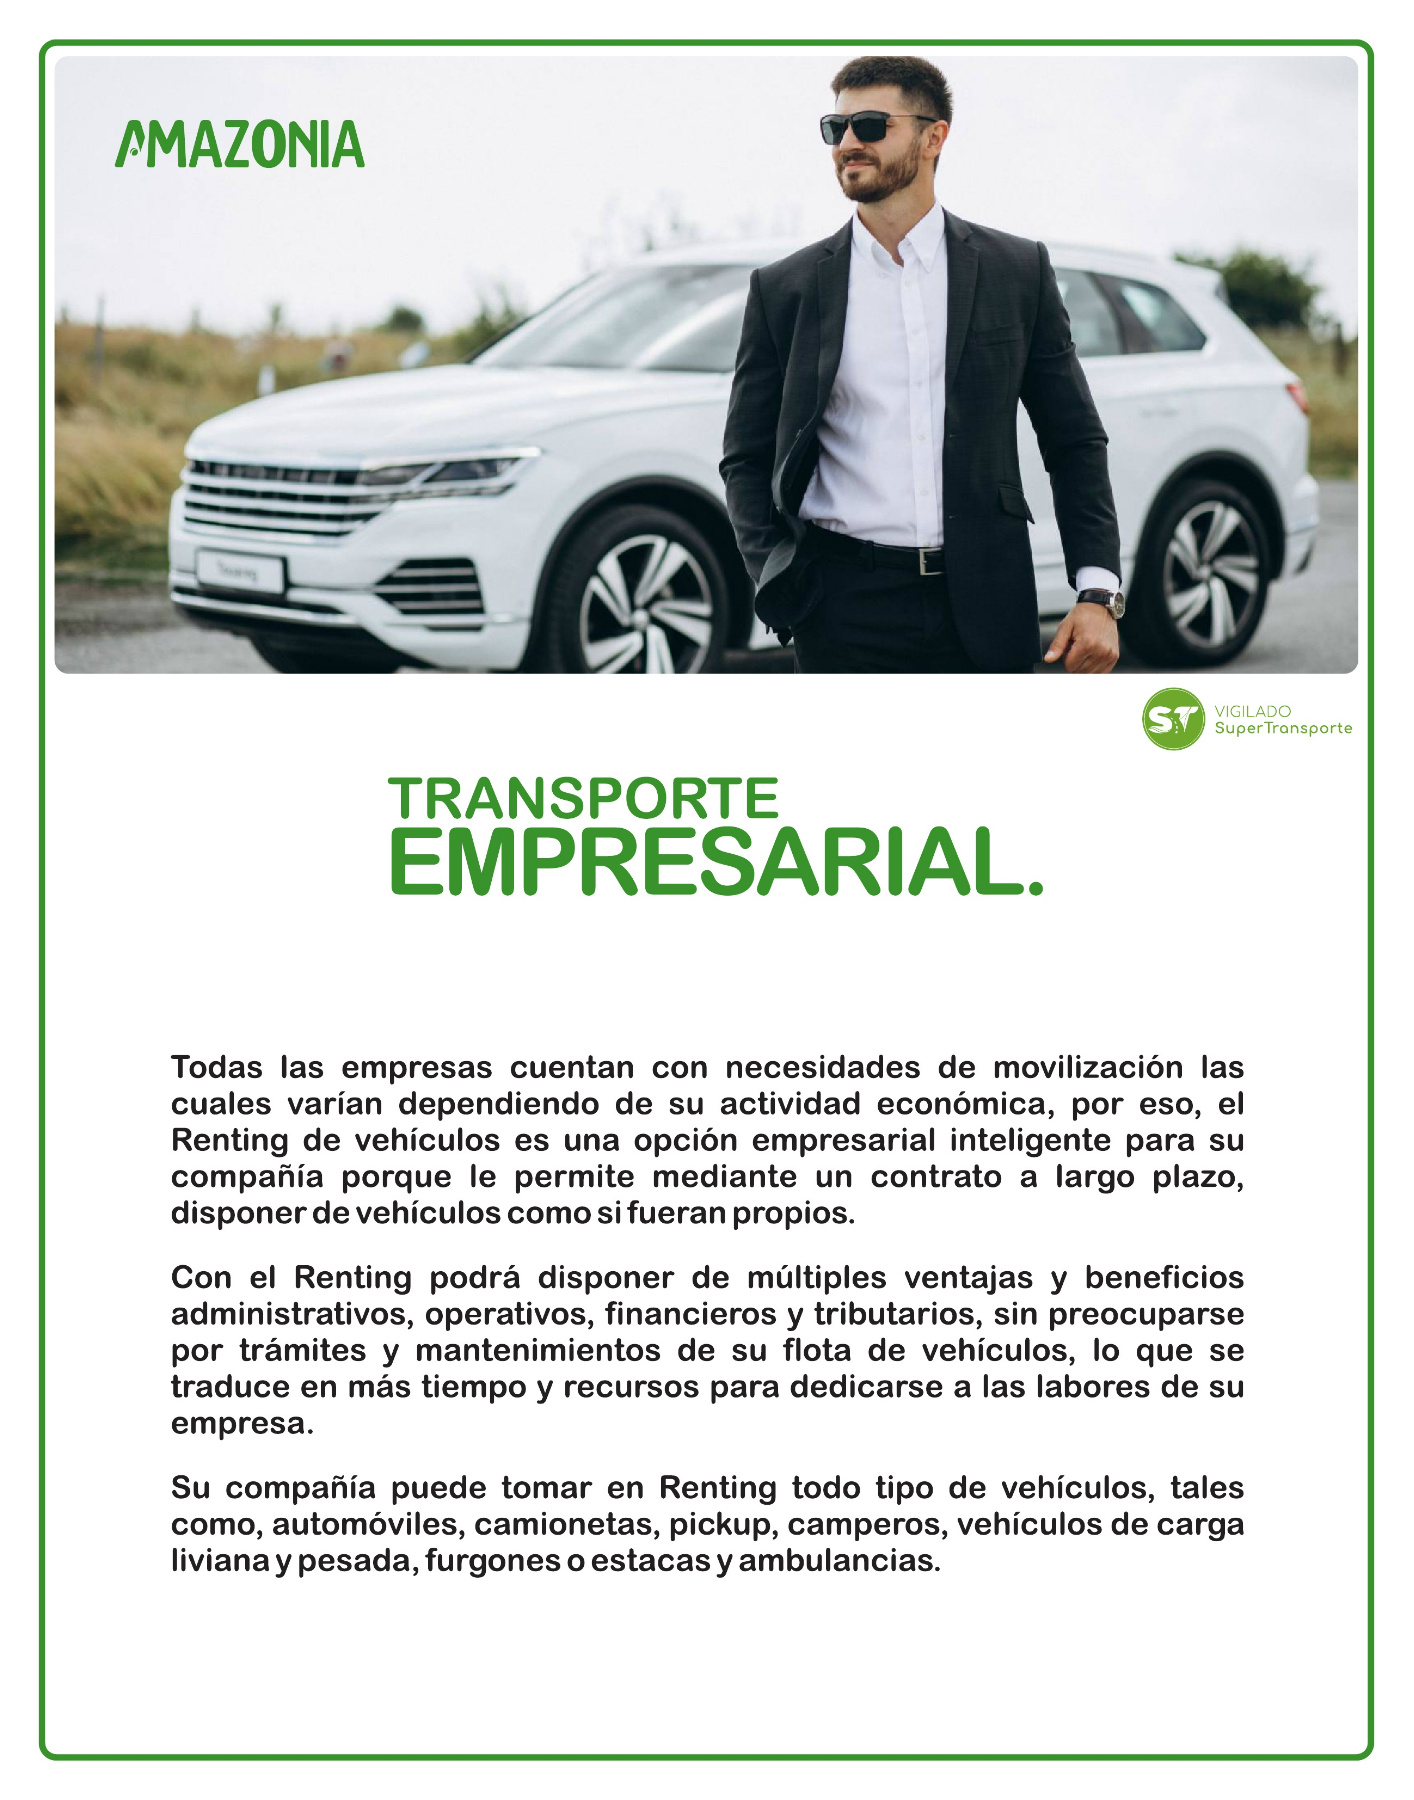 AMAZONIA
ST
VIGILADO
SuperTransporte
TRANSPORTE
EMPRESARIAL.
Todas las empresas cuentan con necesidades de movilización las
cuales varían dependiendo de su actividad económica, por eso, el
Renting de vehículos es una opción empresarial inteligente para su
compañía porque le permite mediante un contrato a largo plazo,
disponer de vehículos como si fueran propios.
Con el Renting podrá disponer de múltiples ventajas y beneficios
administrativos, operativos, financieros y tributarios, sin preocuparse
por trámites y mantenimientos de su flota de vehículos, lo que se
traduce en más tiempo y recursos para dedicarse a las labores de su
empresa.
Su compañía puede tomar en Renting todo tipo de vehículos, tales
como, automóviles, camionetas, pickup, camperos, vehículos de carga
liviana y pesada, furgones o estacas y ambulancias.